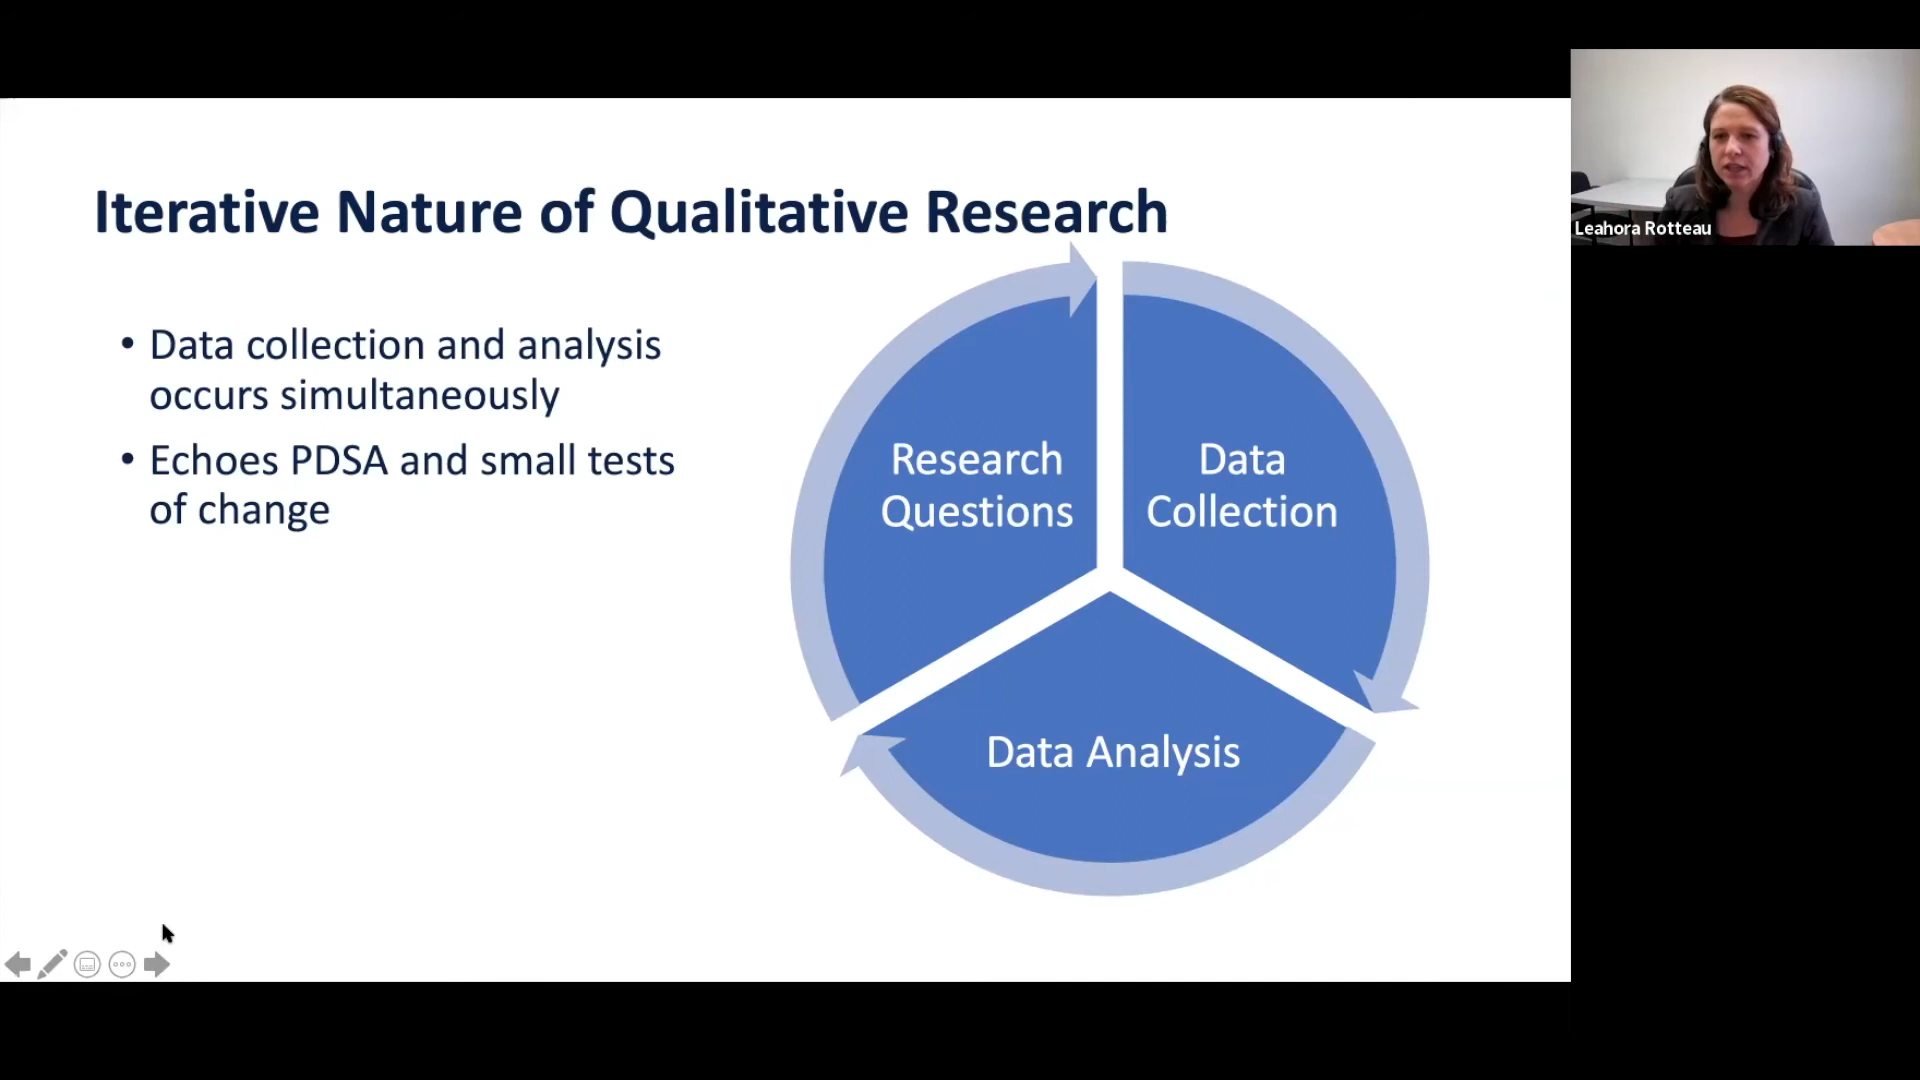 Iterative Nature of Qualitative Research
• Data collection and analysis
occurs simultaneously
• Echoes PDSA and small tests
of change
Research
Questions
Data
Collection
Data Analysis
Leahora Rotteau